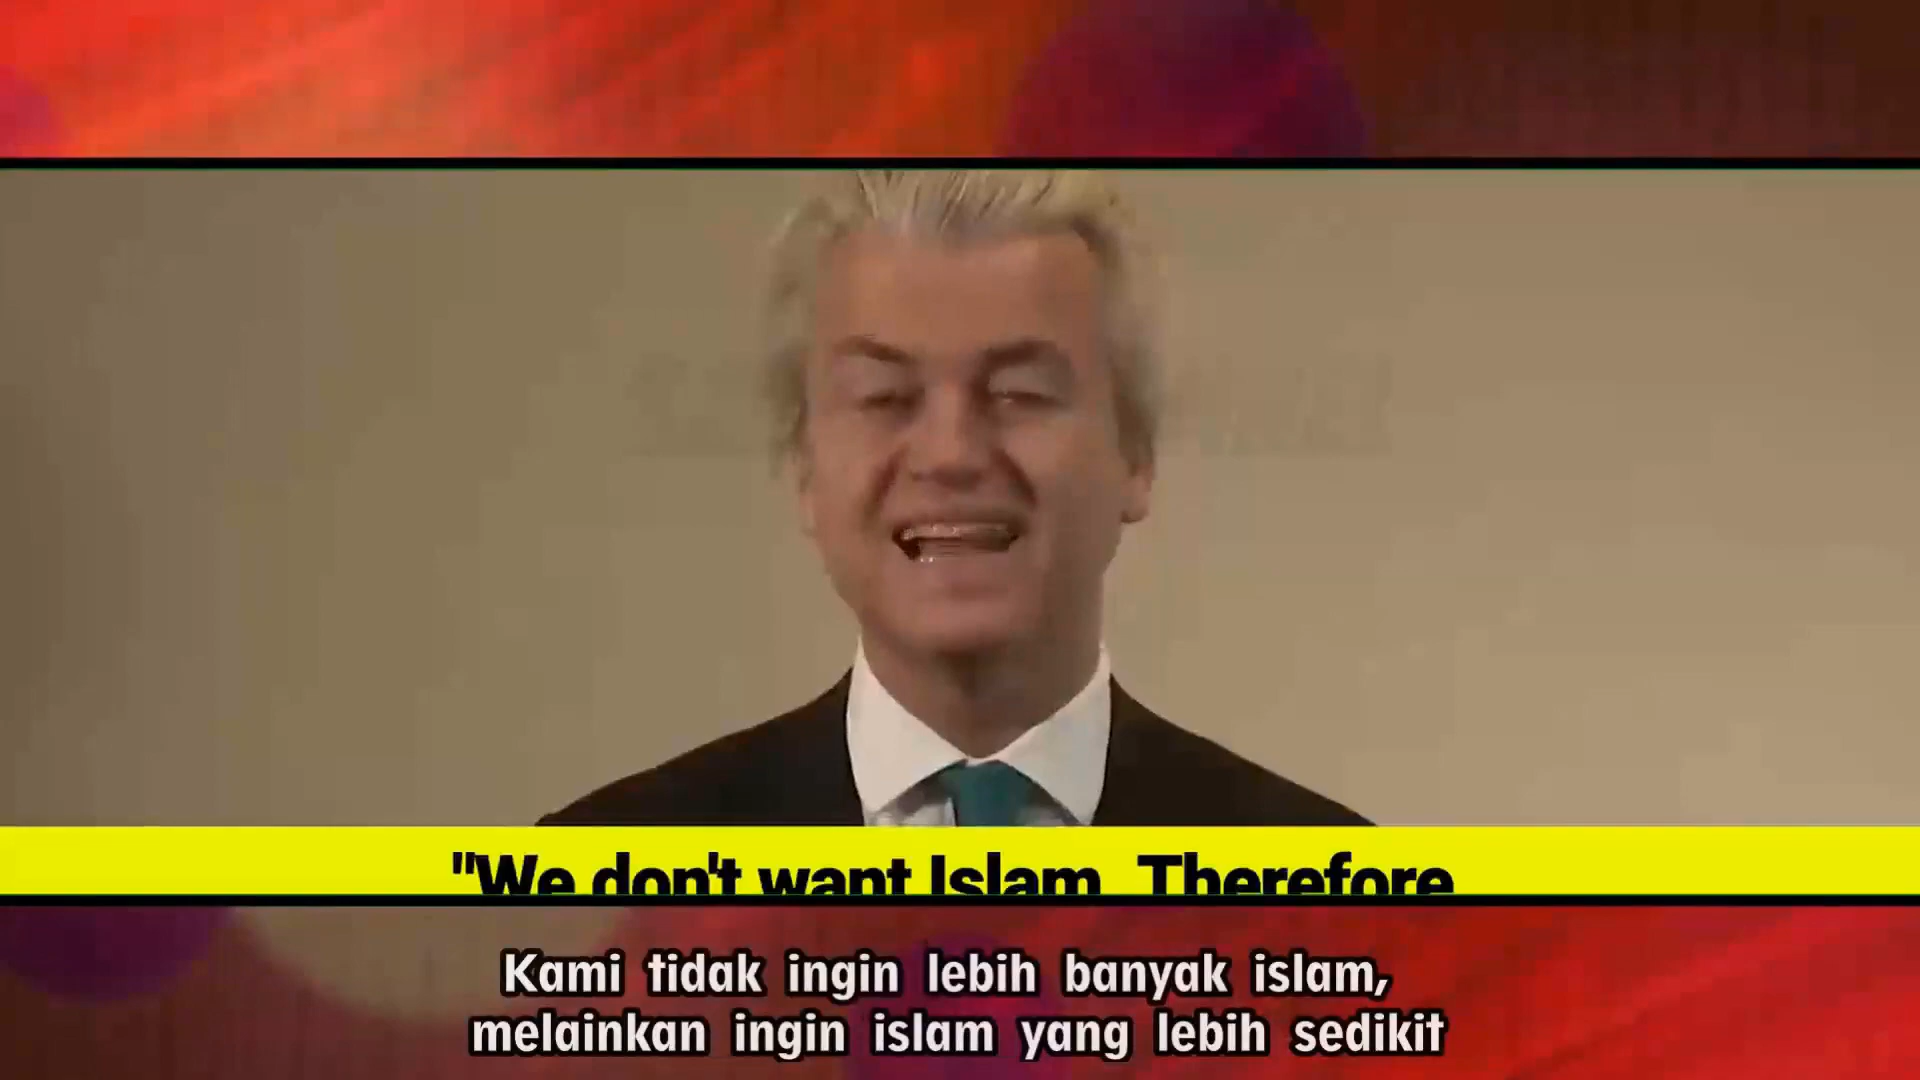 "We don't want Islam. Therefore
Kami tidak ingin lebih banyak islam,
melainkan ingin islam yang lebih sedikit